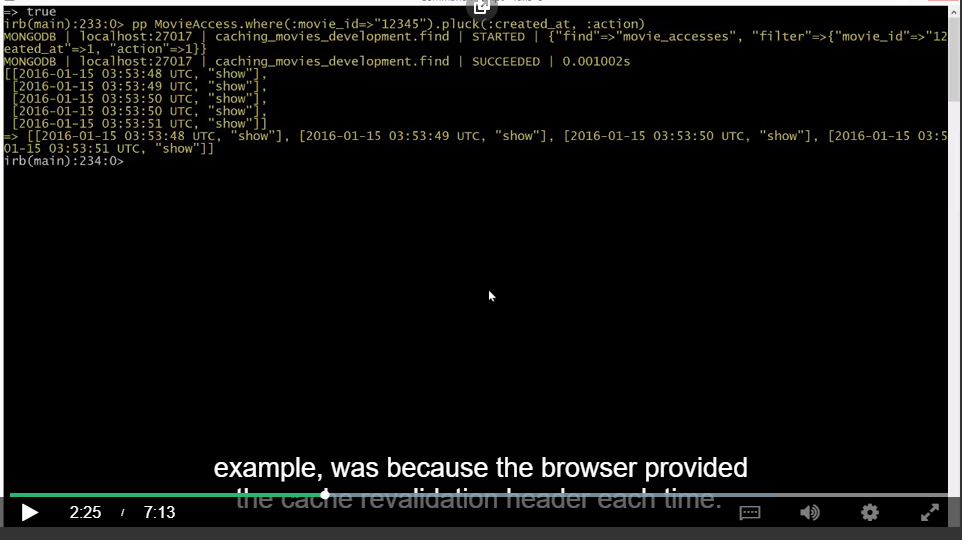 => true
irb(main):233:0> pp MovieAccess.where(:movie_id=>"12345").pluck(:created_at, :action)
MONGODB | localhost:27017 | caching_movies_development.find | STARTED | {"find"=>"movie_accesses", "filter"=>{"movie_id"=>"12
eated_at"=>1, "action"=>1}}
MONGODB | localhost:27017 | caching_movies_development.find | SUCCEEDED | 0.001002s
[[2016-01-15 03:53:48 UTC, "show"],
[2016-01-15 03:53:49 UTC, "show"],
[2016-01-15 03:53:50 UTC, "show"],
[2016-01-15 03:53:50 UTC, "show"],
[2016-01-15 03:53:51 UTC, "show"]]
=> [[2016-01-15 03:53:48 UTC, "show"], [2016-01-15 03:53:49 UTC, "show"], [2016-01-15 03:53:50 UTC, "show"], [2016-01-15 03:5
01-15 03:53:51 UTC, "show"]]
irb(main):234:0>
example, was because the browser provided
the cache revalidation header each time.
2:25 / 7:13